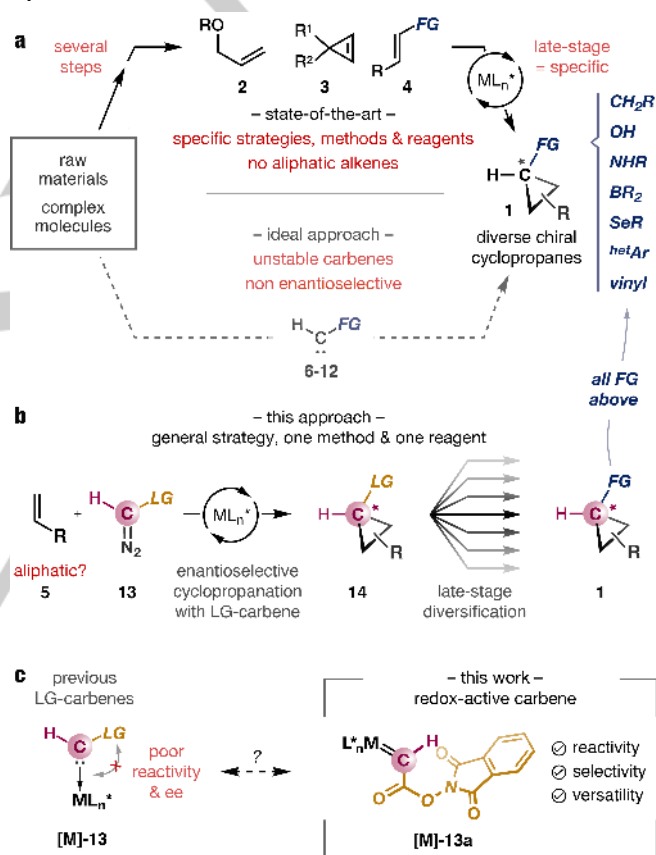 a
several
steps
RO
2
R1
R2
3
FG
R
4
MLn*
late-stage
– specific
– state-of-the-art –
specific strategies, methods & reagents
no aliphatic alkenes
raw
materials
complex
molecules
FG
*
H C
R
1
diverse chiral
cyclopropanes
CH2R
OH
NHR
BR2
SeR
hetAr
vinyl
– ideal approach –
unstable carbenes
non enantioselective
H C FG
6-12
all FG
above
b
– this approach –
general strategy, one method & one reagent
R
aliphatic?
5
+
H C LG
N2
13
MLn*
enantioselective
cyclopropanation
with LG-carbene
LG
H C *
R
14
late-stage
diversification
FG
H C *
R
1
c
previous
LG-carbenes
H C LG
MLn*
poor
reactivity
& ee
[M]-13
?
– this work –
redox-active carbene
L*nM C H
O O N O O
[M]-13a
reactivity
selectivity
versatility